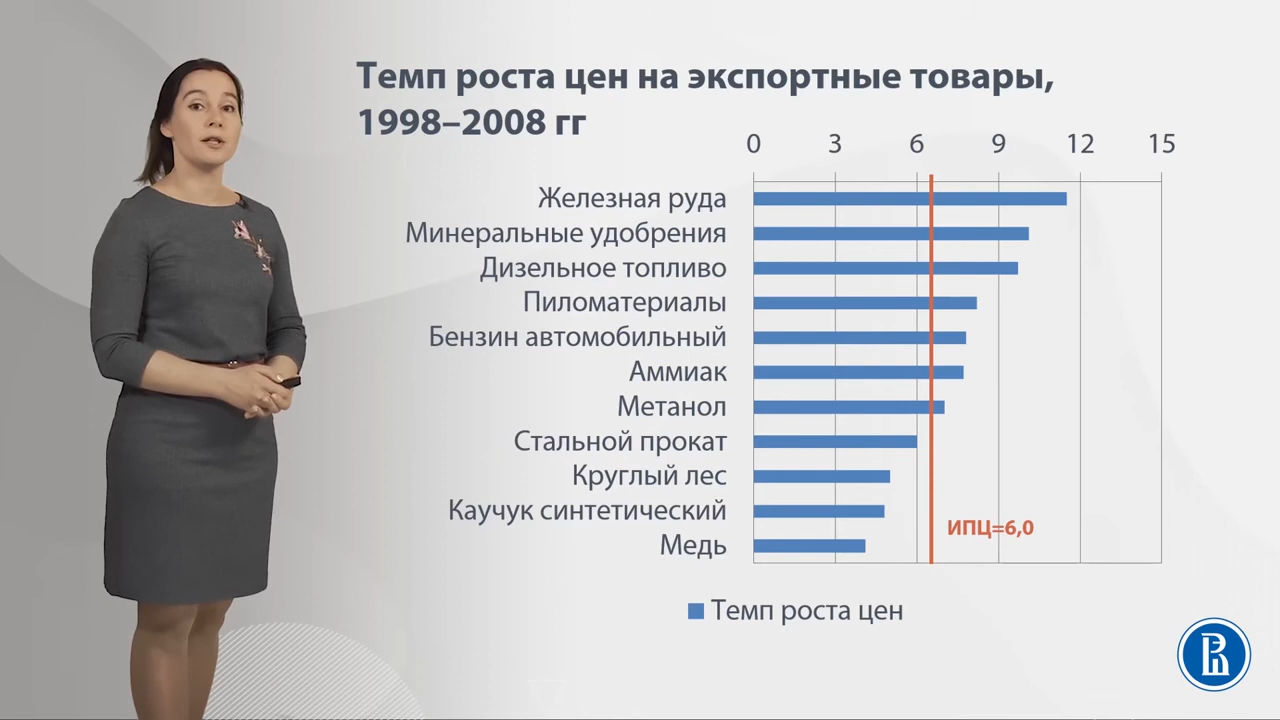 Темп роста цен на экспортные товары,
1998–2008 гг
0 3 6 9 12 15
Железная руда
Минеральные удобрения
Дизельное топливо
Пиломатериалы
Бензин автомобильный
Аммиак
Метанол
Стальной прокат
Круглый лес
Каучук синтетический
ИПЦ=6,0
Медь
Темп роста цен